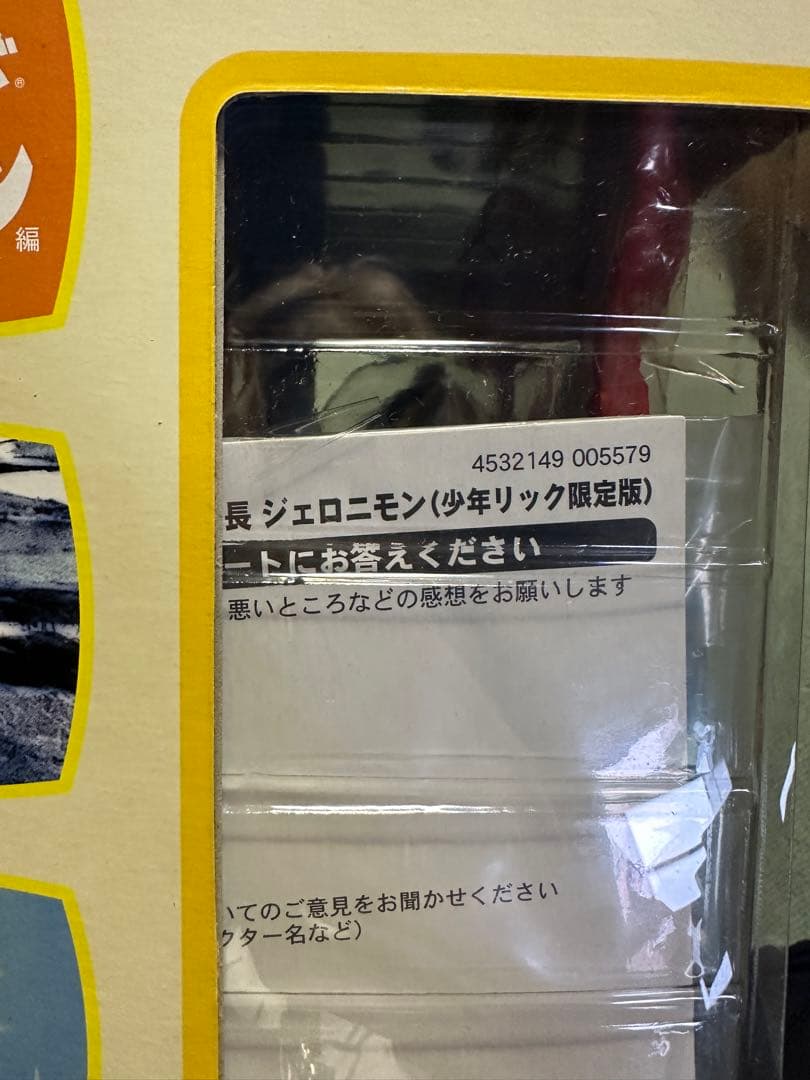 ド®
ン
編
4532149 005579
長 ジェロニモン(少年リック限定版)
ートにお答えください
悪いところなどの感想をお願いします
いてのご意見をお聞かせください
クター名など)